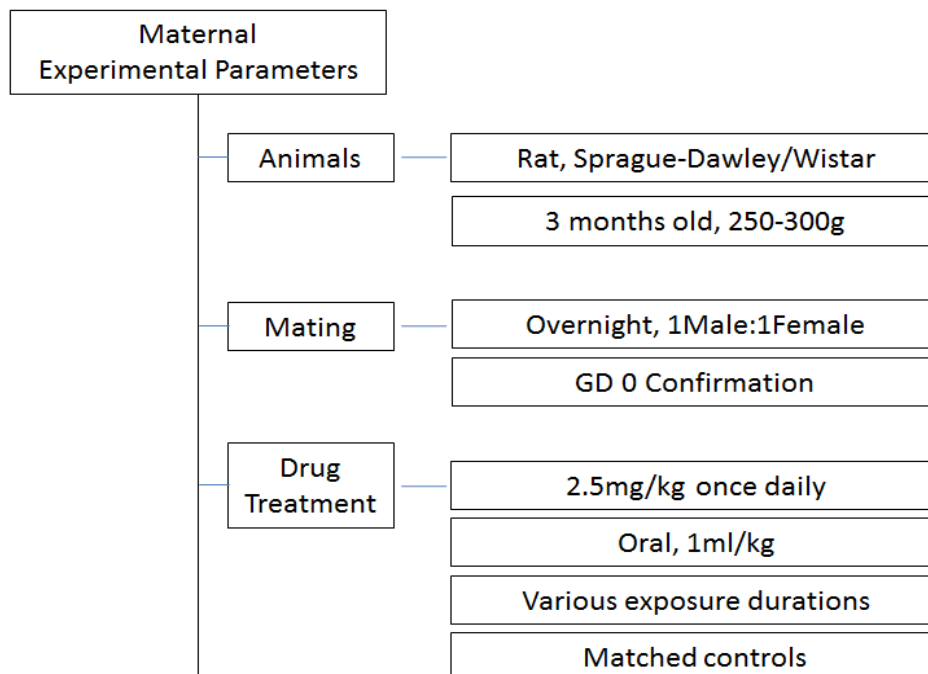 Maternal
Experimental Parameters
Animals
Rat, Sprague-Dawley/Wistar
3 months old, 250-300g
Mating
Overnight, 1Male:1Female
GD 0 Confirmation
Drug
Treatment
2.5mg/kg once daily
Oral, 1ml/kg
Various exposure durations
Matched controls